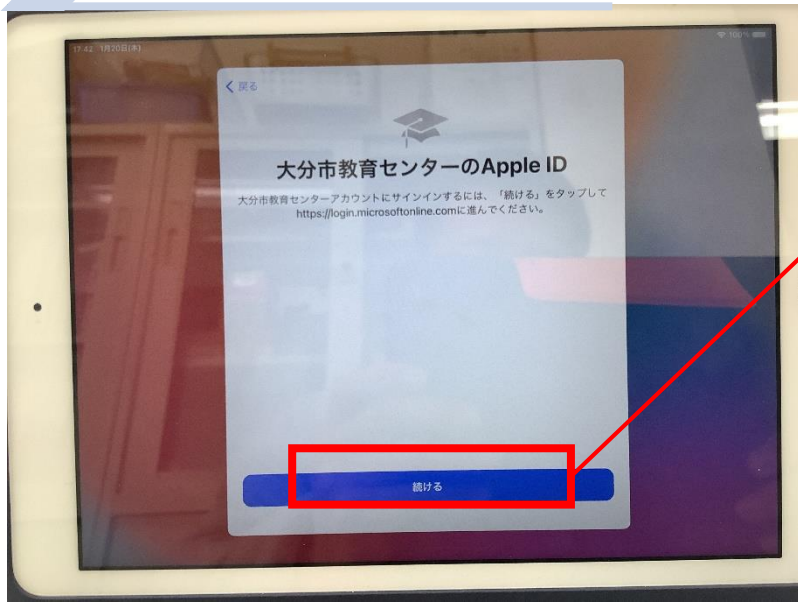 17:42 1月20日(木)
100%
戻る
大分市教育センターのApple ID
大分市教育センターアカウントにサインインするには、「続ける」をタップして
https://login.microsoftonline.comに進んでください。
続ける